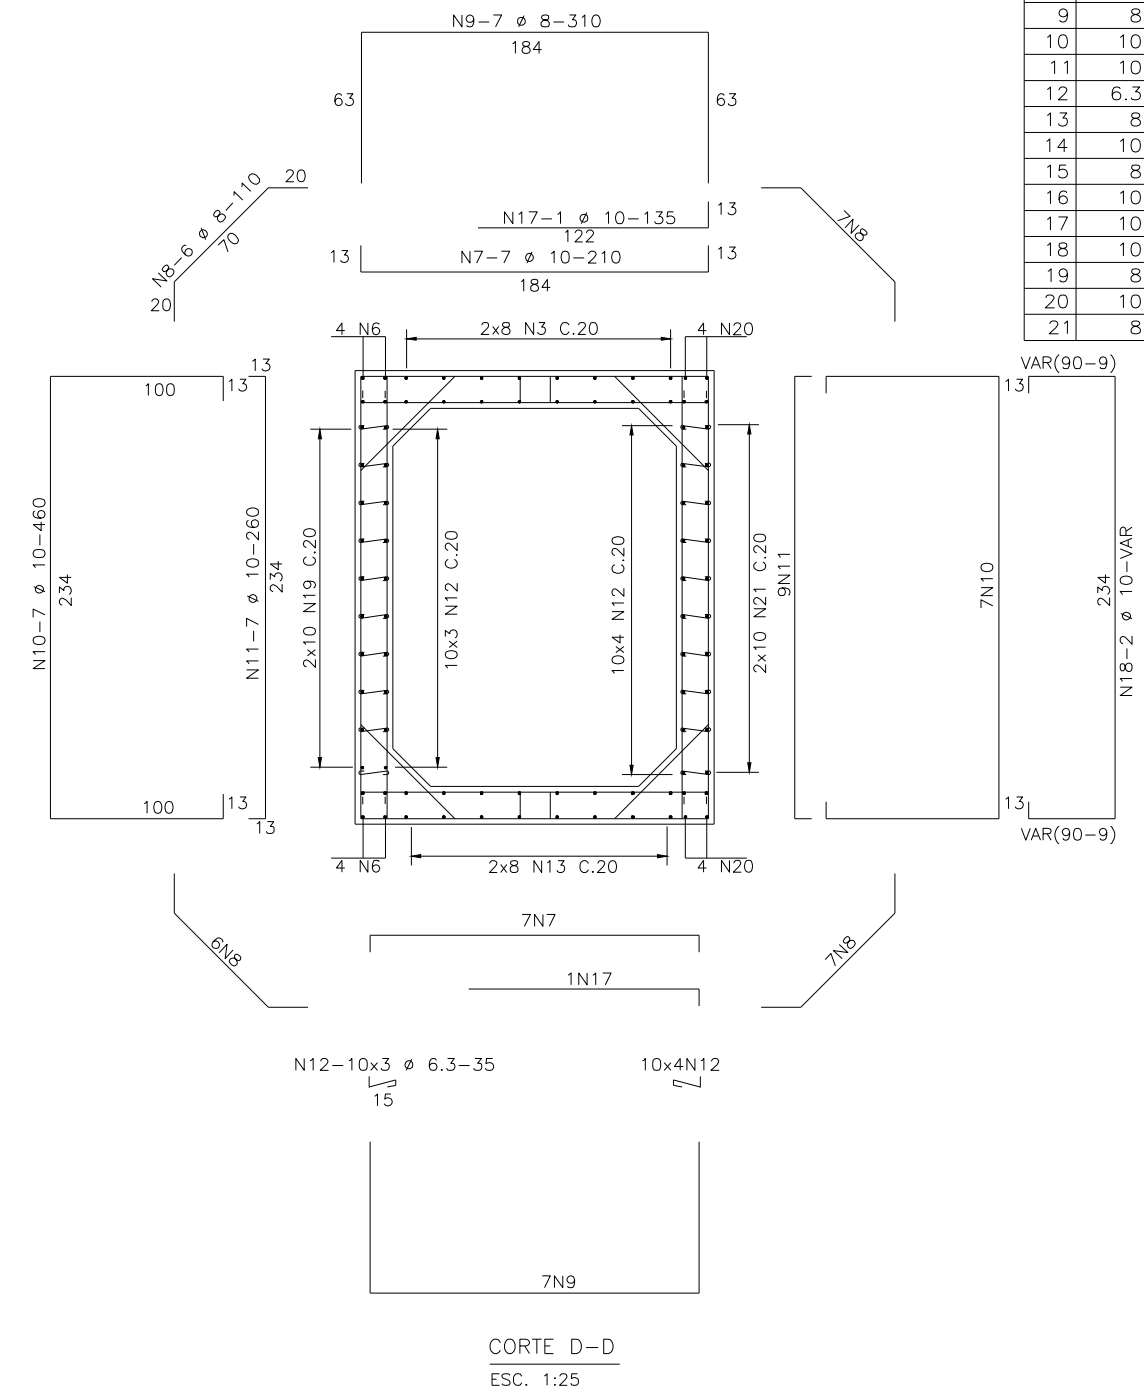 N9-7 ø 8-310
184
63
63
9 8
10 10
11 10
12 6.3
13 8
14 10
15 8
16 10
17 10
18 10
19 8
20 10
21 8
20
N8-6 ø 8-110
70
20
7N8
N17-1 ø 10-135
13
122
13
N7-7 ø 10-210
13
184
4 N6
2x8 N3 C.20
4 N20
13
100
13
VAR(90-9)
13
N10-7 ø 10-460
234
N11-7 ø 10-260
234
2x10 N19 C.20
10x3 N12 C.20
10x4 N12 C.20
2x10 N21 C.20
9N11
7N10
234
N18-2 ø 10-VAR
100
13
13
13
VAR(90-9)
4 N6
2x8 N13 C.20
4 N20
7N7
6N8
7N8
1N17
N12-10x3 ø 6.3-35
10x4N12
15
7N9
CORTE D-D
ESC. 1:25